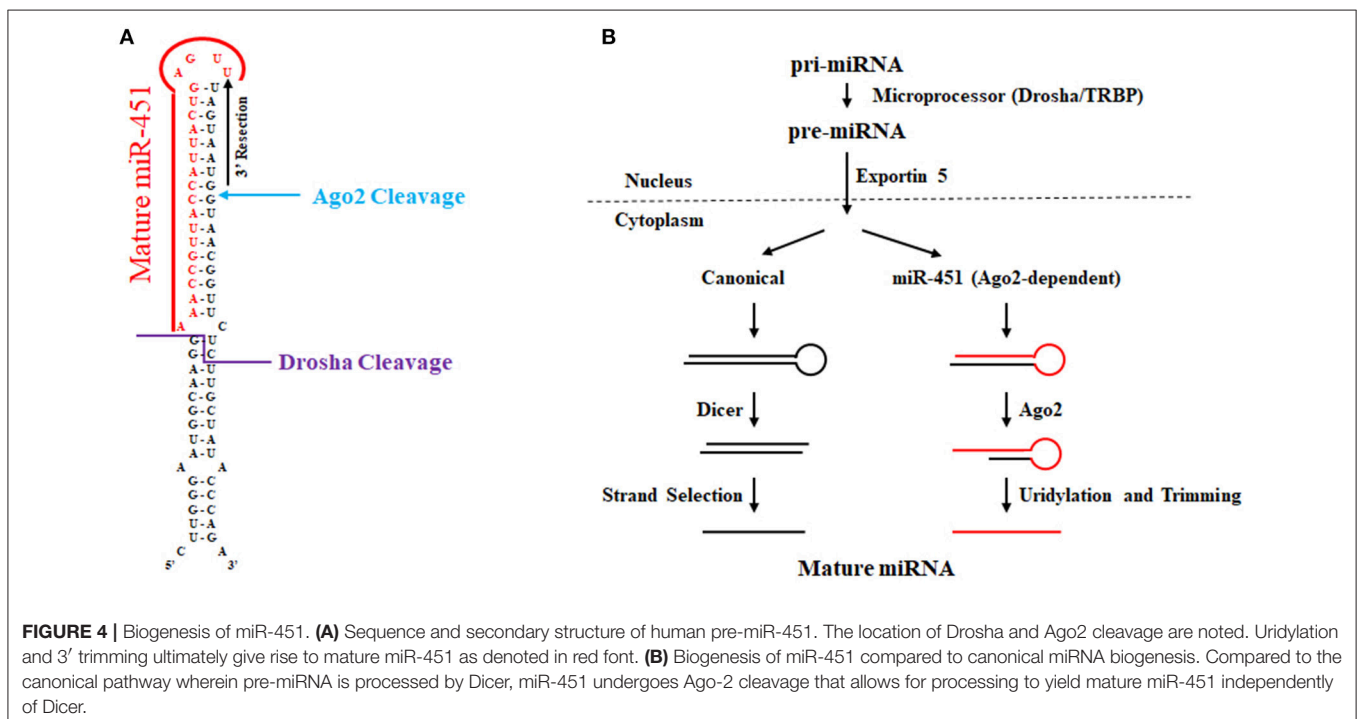 A
B
G U
A U
G-U
U-A
C-G
A-U
U-A
U-A
A-U
C-G
C-G
A-U
U-A
U-A
G-C
C-G
C-G
A-U
A-U
A C
G-U
G-C
A-U
A-U
C-G
G-C
G-C
U-A
A-U
A A
G-C
G-C
U-A
U-G
C A
5' 3'
Mature miR-451
3' Resection
Ago2 Cleavage
Drosha Cleavage
pri-miRNA
Microprocessor (Drosha/TRBP)
pre-miRNA
Exportin 5
Nucleus
Cytoplasm
Canonical
miR-451 (Ago2-dependent)
Dicer
Ago2
Strand Selection
Uridylation and Trimming
Mature miRNA
FIGURE 4 | Biogenesis of miR-451. (A) Sequence and secondary structure of human pre-miR-451. The location of Drosha and Ago2 cleavage are noted. Uridylation
and 3′ trimming ultimately give rise to mature miR-451 as denoted in red font. (B) Biogenesis of miR-451 compared to canonical miRNA biogenesis. Compared to the
canonical pathway wherein pre-miRNA is processed by Dicer, miR-451 undergoes Ago-2 cleavage that allows for processing to yield mature miR-451 independently
of Dicer.